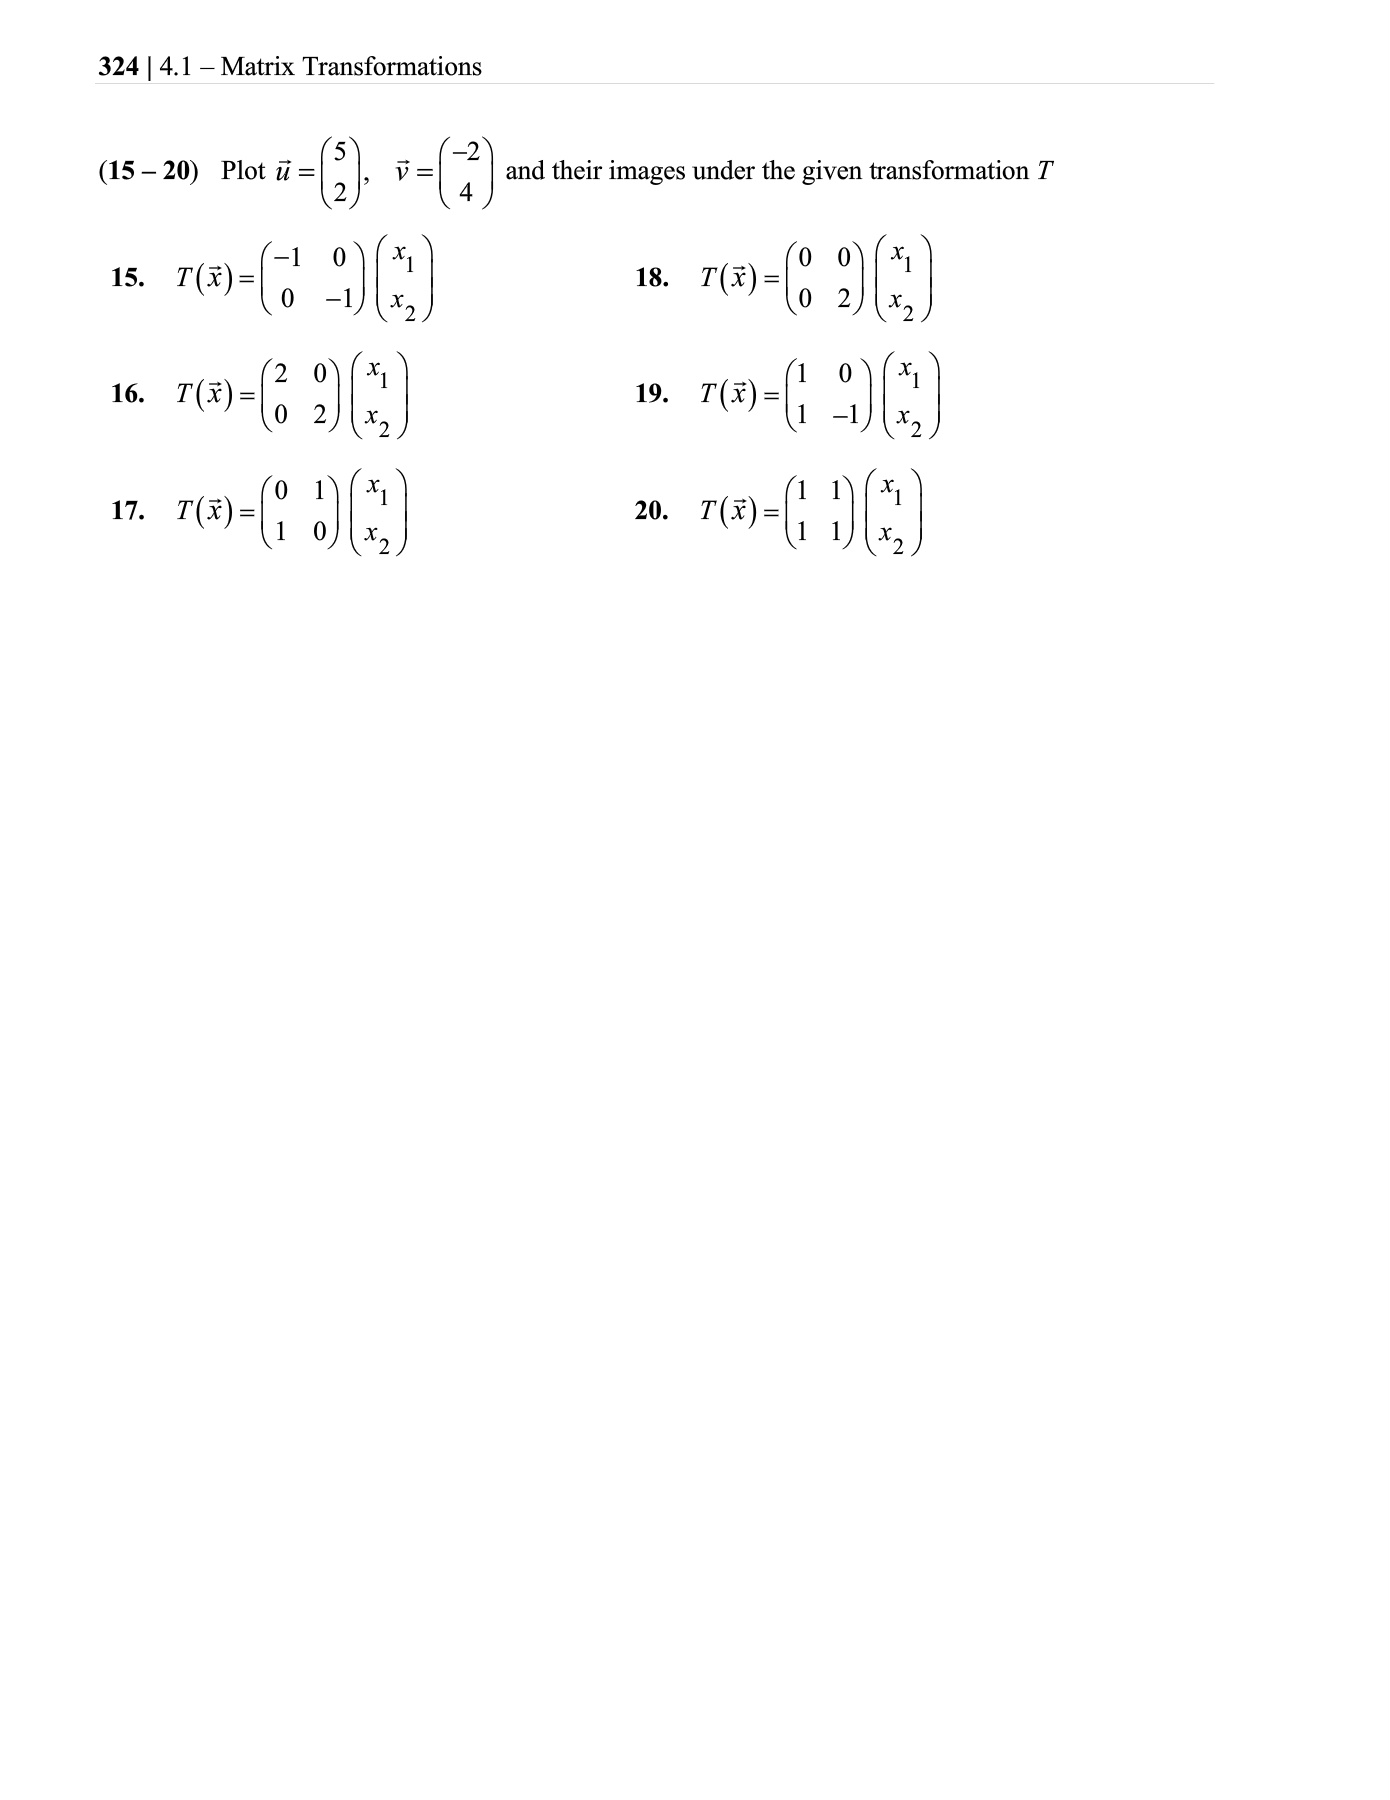 324 | 4.1 – Matrix Transformations
(15 – 20) Plot $\vec{u} = \begin{pmatrix} 5 \\ 2 \end{pmatrix}, \quad \vec{v} = \begin{pmatrix} -2 \\ 4 \end{pmatrix}$ and their images under the given transformation $T$
15. $T(\vec{x}) = \begin{pmatrix} -1 & 0 \\ 0 & -1 \end{pmatrix} \begin{pmatrix} x_1 \\ x_2 \end{pmatrix}$
16. $T(\vec{x}) = \begin{pmatrix} 2 & 0 \\ 0 & 2 \end{pmatrix} \begin{pmatrix} x_1 \\ x_2 \end{pmatrix}$
17. $T(\vec{x}) = \begin{pmatrix} 0 & 1 \\ 1 & 0 \end{pmatrix} \begin{pmatrix} x_1 \\ x_2 \end{pmatrix}$
18. $T(\vec{x}) = \begin{pmatrix} 0 & 0 \\ 0 & 2 \end{pmatrix} \begin{pmatrix} x_1 \\ x_2 \end{pmatrix}$
19. $T(\vec{x}) = \begin{pmatrix} 1 & 0 \\ 1 & -1 \end{pmatrix} \begin{pmatrix} x_1 \\ x_2 \end{pmatrix}$
20. $T(\vec{x}) = \begin{pmatrix} 1 & 1 \\ 1 & 1 \end{pmatrix} \begin{pmatrix} x_1 \\ x_2 \end{pmatrix}$